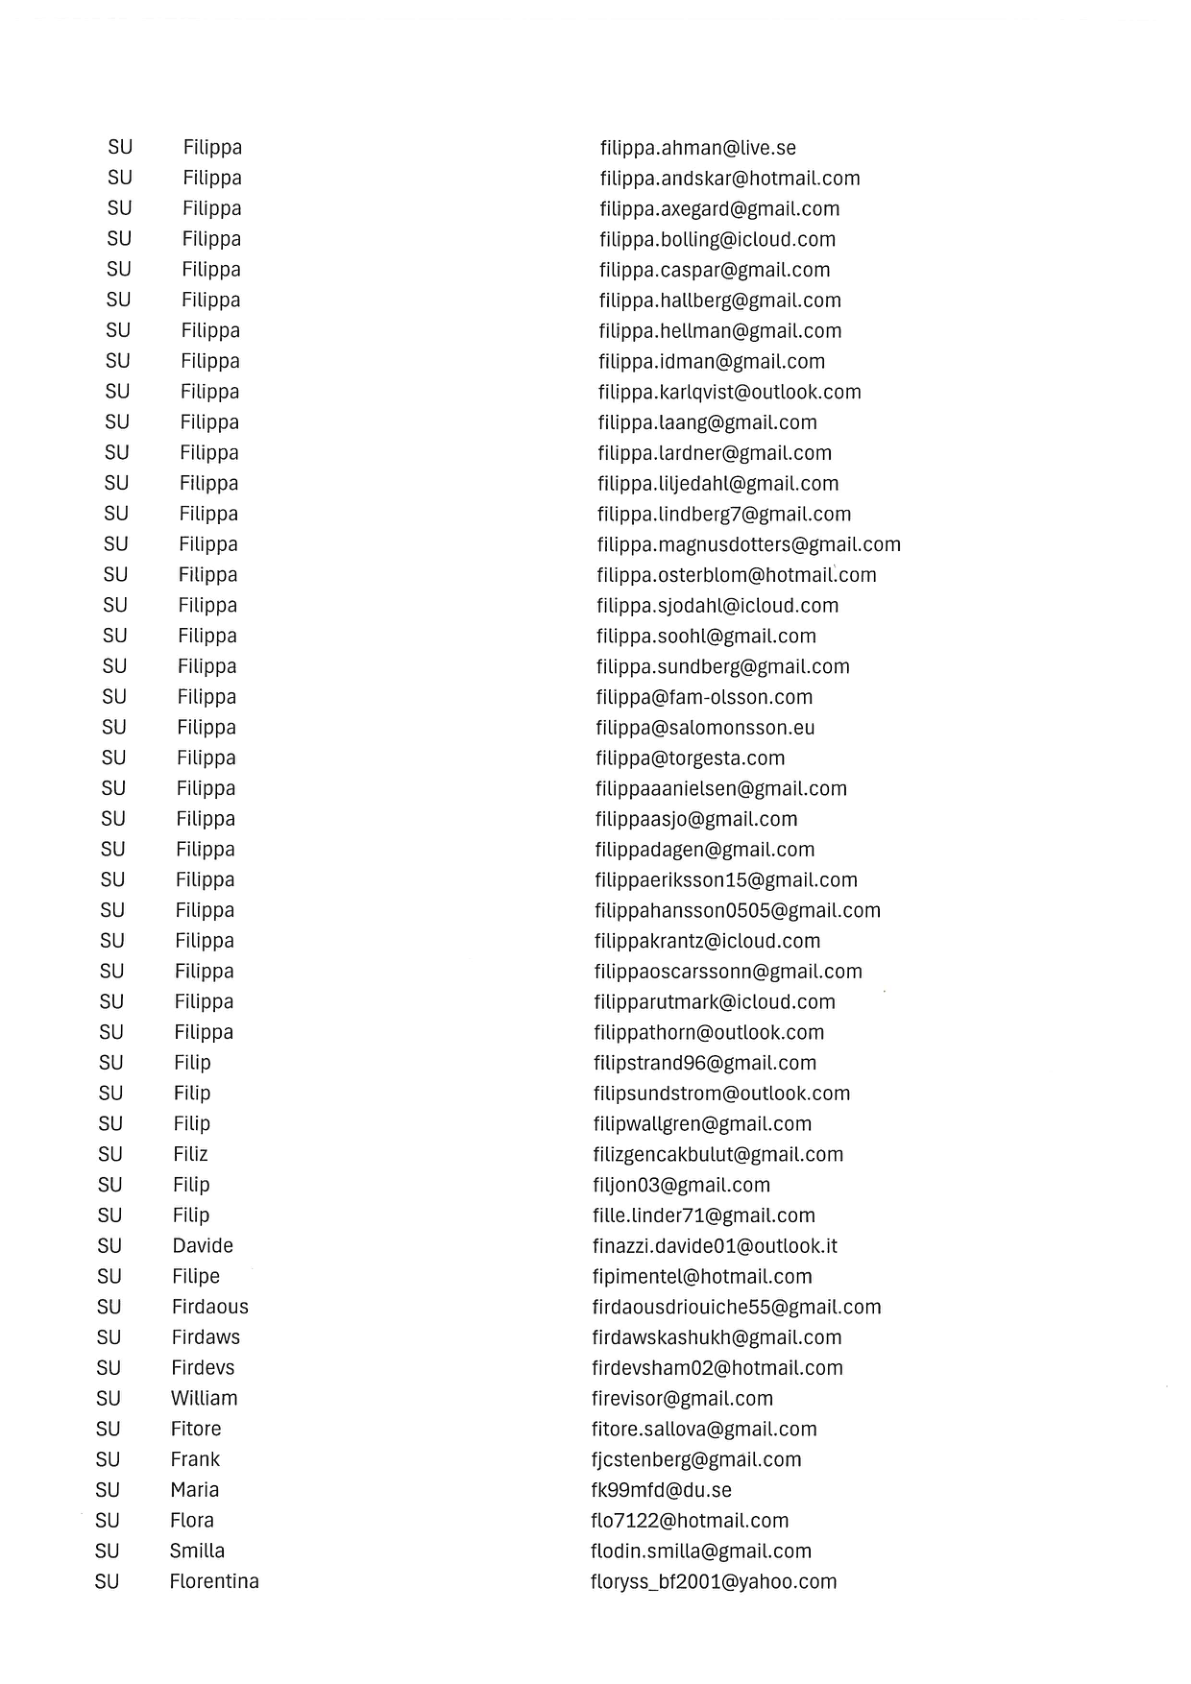 SU Filippa filippa.ahman@live.se
SU Filippa filippa.andskar@hotmail.com
SU Filippa filippa.axegard@gmail.com
SU Filippa filippa.bolling@icloud.com
SU Filippa filippa.caspar@gmail.com
SU Filippa filippa.hallberg@gmail.com
SU Filippa filippa.hellman@gmail.com
SU Filippa filippa.idman@gmail.com
SU Filippa filippa.karlqvist@outlook.com
SU Filippa filippa.laang@gmail.com
SU Filippa filippa.lardner@gmail.com
SU Filippa filippa.liljedahl@gmail.com
SU Filippa filippa.lindberg7@gmail.com
SU Filippa filippa.magnusdotters@gmail.com
SU Filippa filippa.osterblom@hotmail.com
SU Filippa filippa.sjodahl@icloud.com
SU Filippa filippa.soohl@gmail.com
SU Filippa filippa.sundberg@gmail.com
SU Filippa filippa@fam-olsson.com
SU Filippa filippa@salomonsson.eu
SU Filippa filippa@torgesta.com
SU Filippa filippaaanielsen@gmail.com
SU Filippa filippaasjo@gmail.com
SU Filippa filippadagen@gmail.com
SU Filippa filippaeriksson15@gmail.com
SU Filippa filippahansson0505@gmail.com
SU Filippa filippakrantz@icloud.com
SU Filippa filippaoscarssonn@gmail.com
SU Filippa filipparutmark@icloud.com
SU Filippa filippathorn@outlook.com
SU Filip filipstrand96@gmail.com
SU Filip filipsundstrom@outlook.com
SU Filip filipwallgren@gmail.com
SU Filiz filizgencakbulut@gmail.com
SU Filip filjon03@gmail.com
SU Filip fille.linder71@gmail.com
SU Davide finazzi.davide01@outlook.it
SU Filipe fipimentel@hotmail.com
SU Firdaous firdaousdriouiche55@gmail.com
SU Firdaws firdawskashukh@gmail.com
SU Firdevs firdevsham02@hotmail.com
SU William firevisor@gmail.com
SU Fitore fitore.sallova@gmail.com
SU Frank fjcstenberg@gmail.com
SU Maria fk99mfd@du.se
SU Flora flo7122@hotmail.com
SU Smilla flodin.smilla@gmail.com
SU Florentina floryss_bf2001@yahoo.com